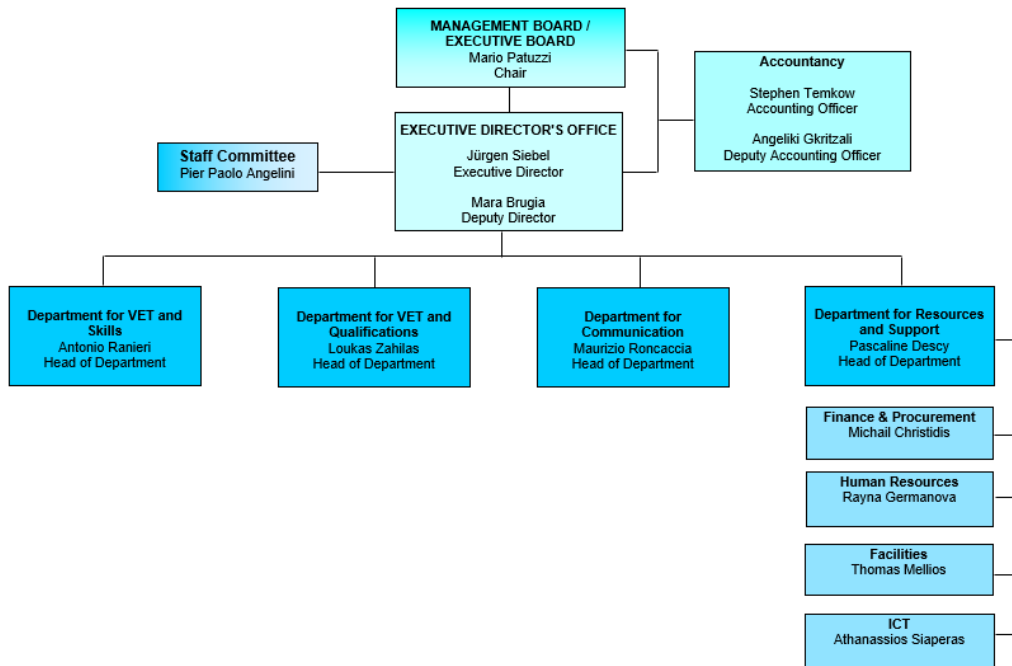 MANAGEMENT BOARD /
EXECUTIVE BOARD
Mario Patuzzi
Chair
Accountancy
Stephen Temkow
Accounting Officer
Angeliki Gkritzali
Deputy Accounting Officer
EXECUTIVE DIRECTOR'S OFFICE
Jürgen Siebel
Executive Director
Mara Brugia
Deputy Director
Staff Committee
Pier Paolo Angelini
Department for VET and
Skills
Antonio Ranieri
Head of Department
Department for VET and
Qualifications
Loukas Zahilas
Head of Department
Department for
Communication
Maurizio Roncaccia
Head of Department
Department for Resources
and Support
Pascaline Descy
Head of Department
Finance & Procurement
Michail Christidis
Human Resources
Rayna Germanova
Facilities
Thomas Mellios
ICT
Athanassios Siaperas